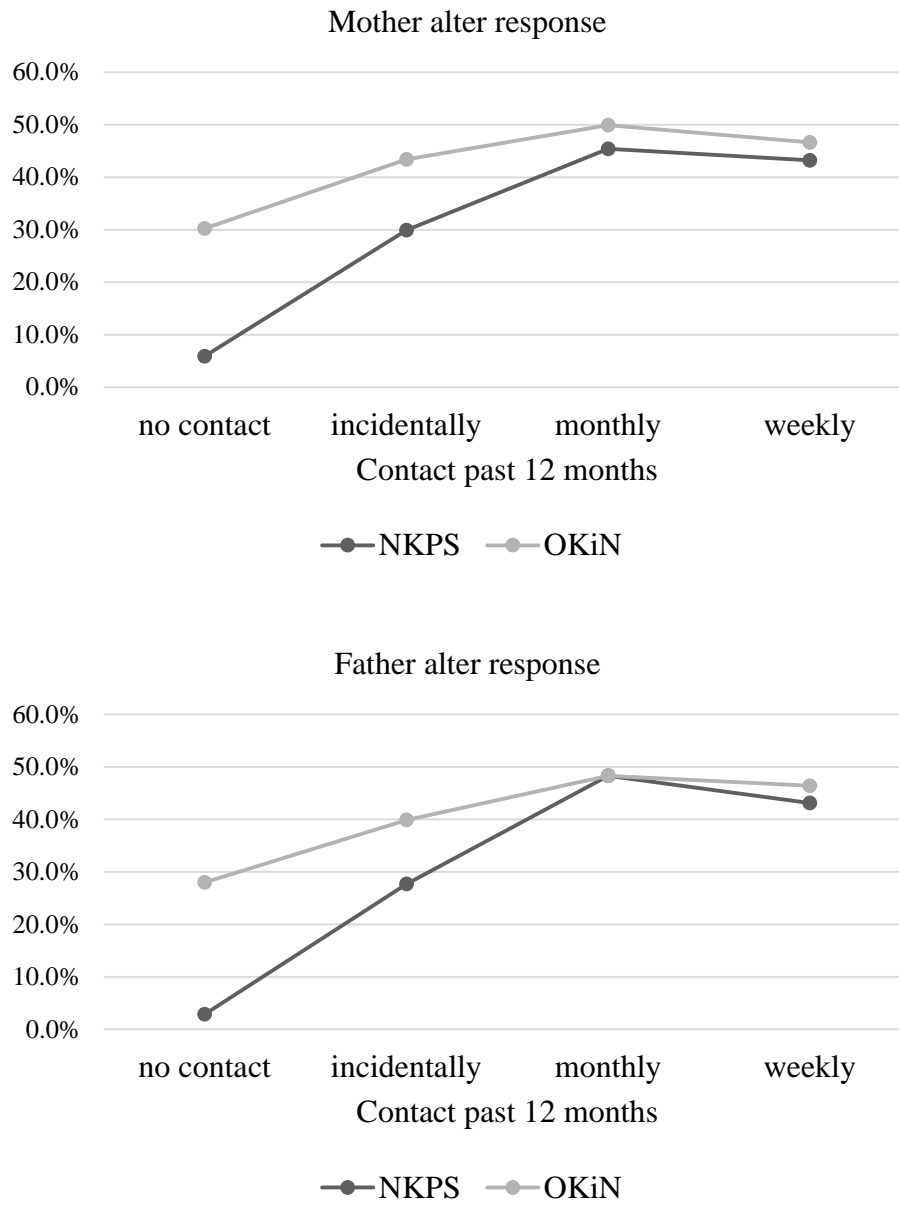 Mother alter response
60.0%
50.0%
40.0%
30.0%
20.0%
10.0%
0.0%
no contact incidentally monthly weekly
Contact past 12 months
NKPS OKiN
Father alter response
60.0%
50.0%
40.0%
30.0%
20.0%
10.0%
0.0%
no contact incidentally monthly weekly
Contact past 12 months
NKPS OKiN